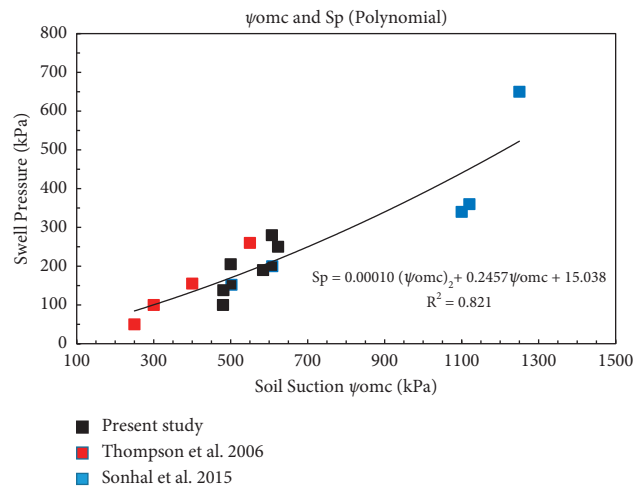 ψomc and Sp (Polynomial)
800
700
600
500
400
300
200
100
0
Swell Pressure (kPa)
Sp = 0.00010 (ψomc)₂ + 0.2457ψomc + 15.038
R² = 0.821
100 300 500 700 900 1100 1300 1500
Soil Suction ψomc (kPa)
Present study
Thompson et al. 2006
Sonhal et al. 2015